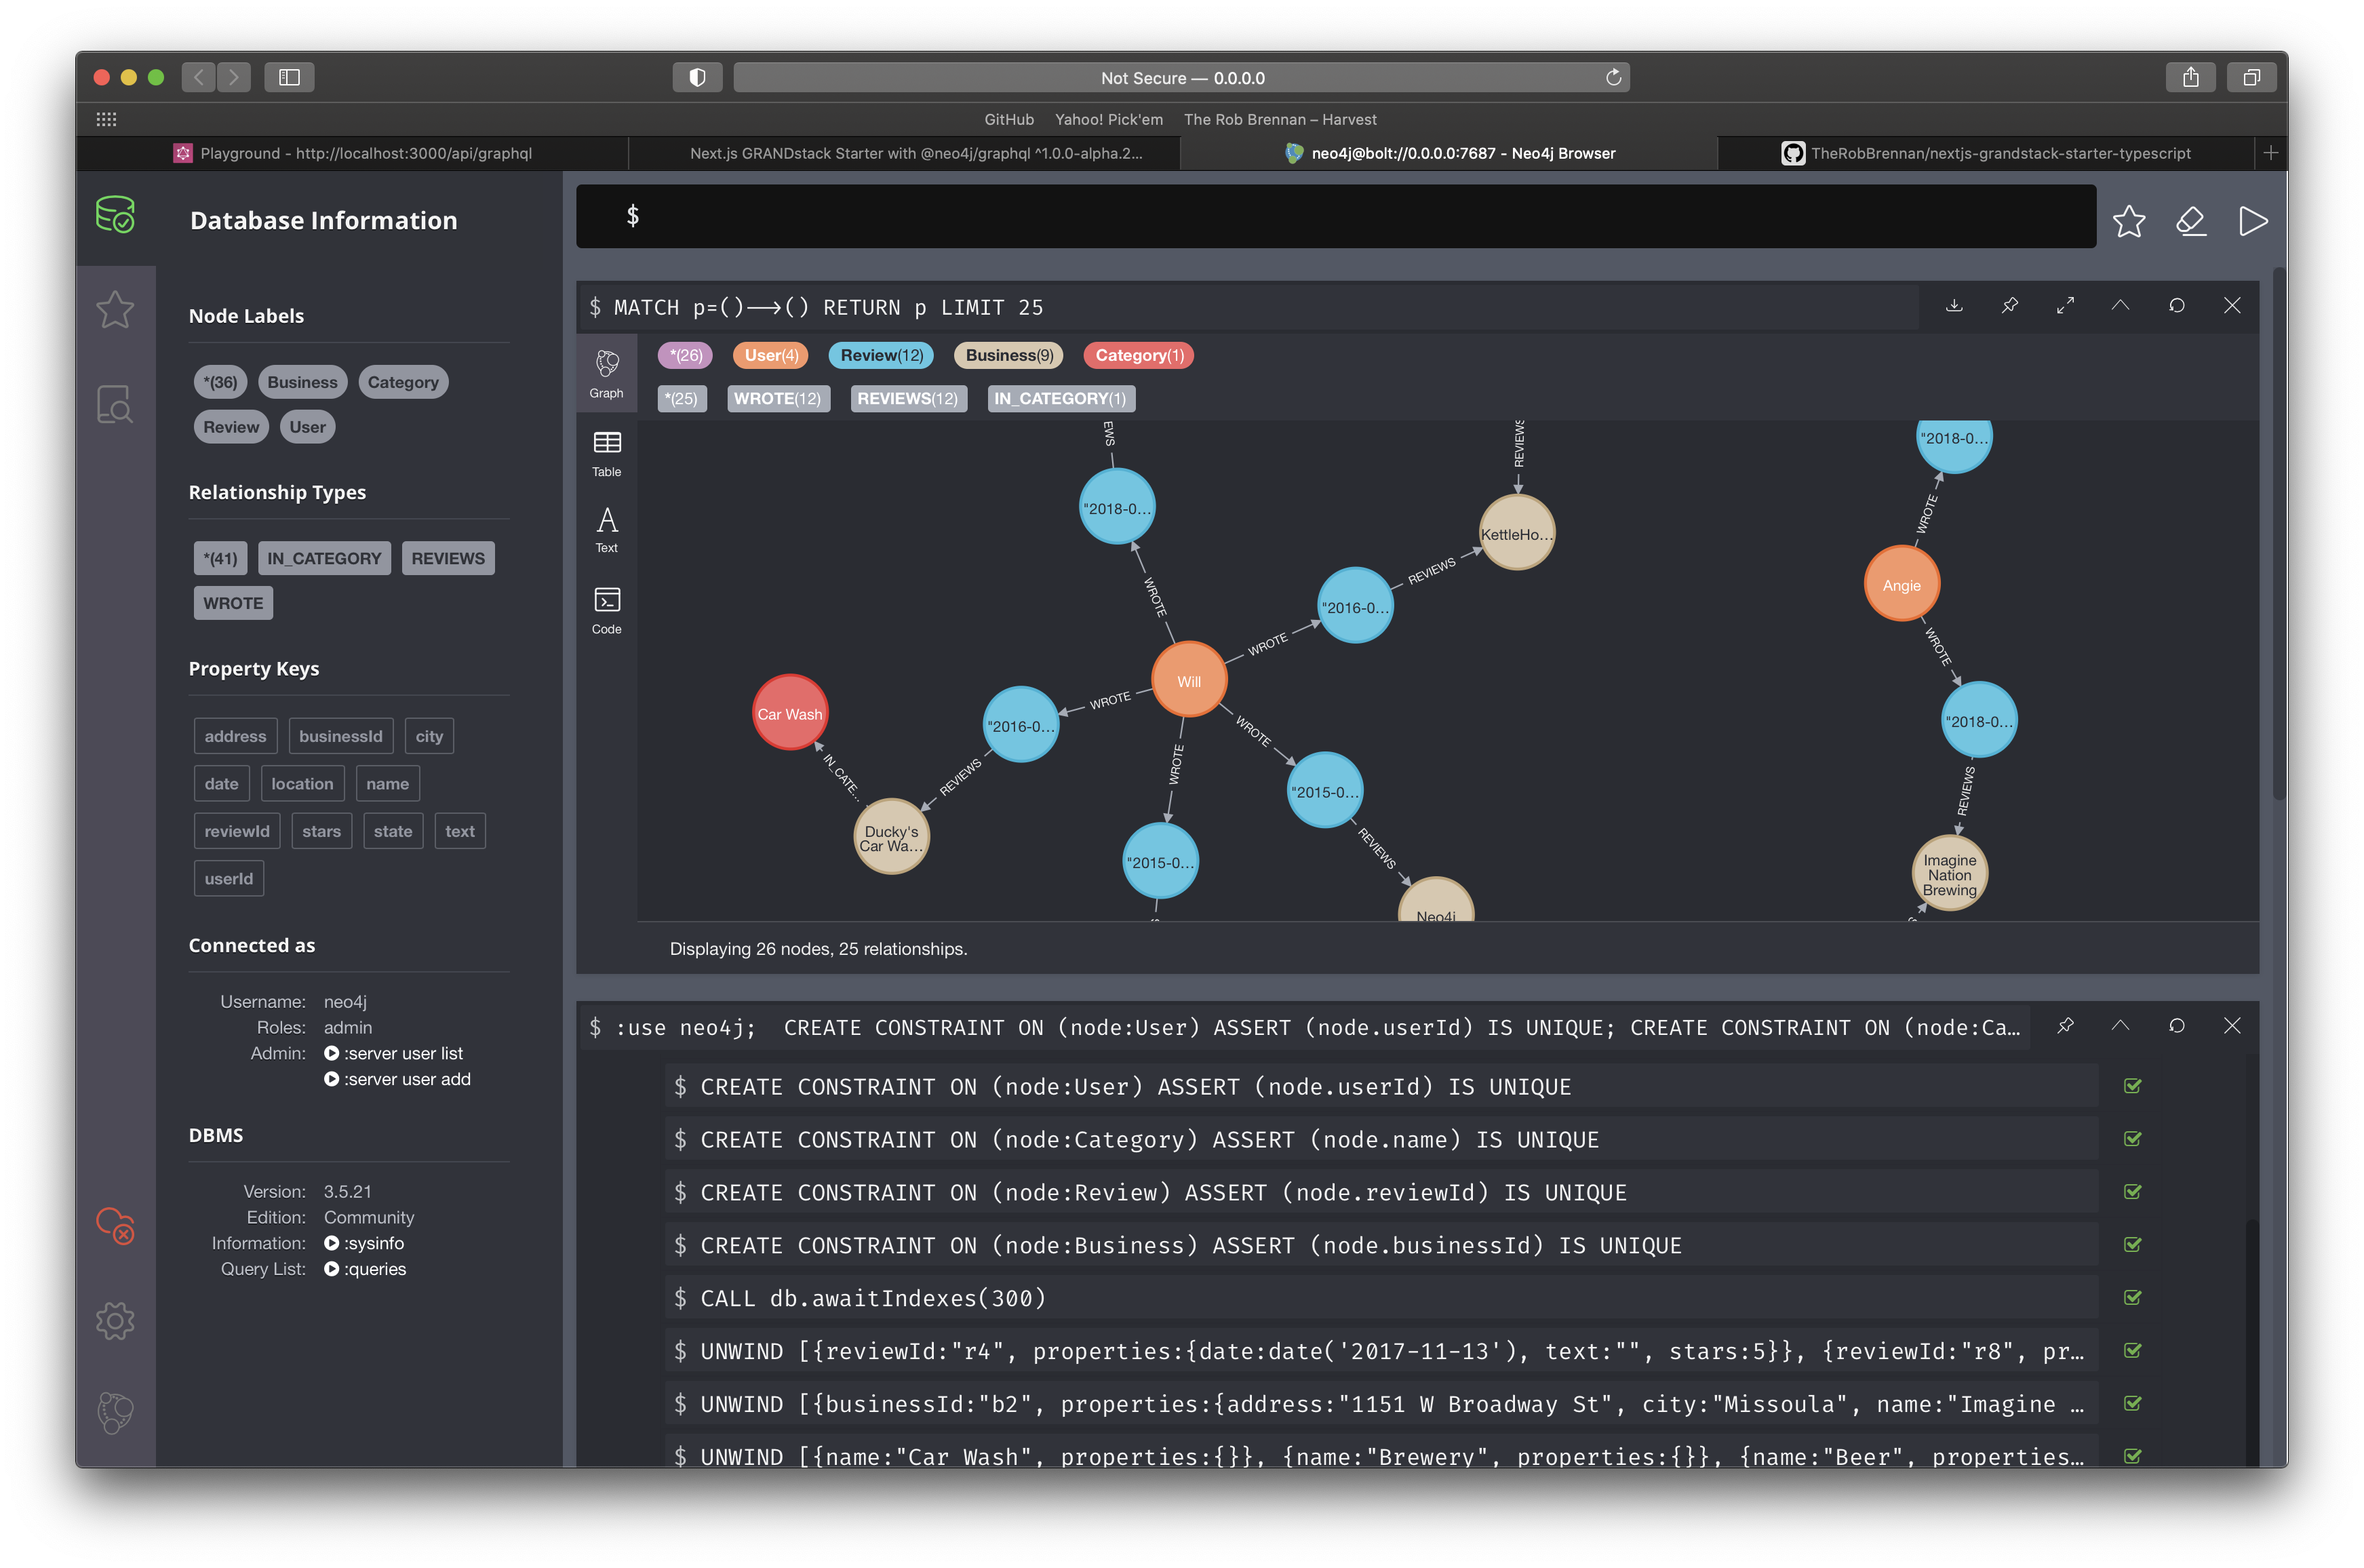 Not Secure — 0.0.0.0
GitHub Yahoo! Pick'em The Rob Brennan – Harvest
Playground - http://localhost:3000/api/graphql
Next.js GRANDstack Starter with @neo4j/graphql ^1.0.0-alpha.2...
neo4j@bolt://0.0.0.0:7687 - Neo4j Browser
TheRobBrennan/nextjs-grandstack-starter-typescript
Database Information
Node Labels
*(36) Business Category
Review User
Relationship Types
*(41) IN_CATEGORY REVIEWS
WROTE
Property Keys
address businessId city
date location name
reviewId stars state text
userId
Connected as
Username: neo4j
Roles: admin
Admin: :server user list
:server user add
DBMS
Version: 3.5.21
Edition: Community
Information: :sysinfo
Query List: :queries
$
$ MATCH p=()⟶() RETURN p LIMIT 25
Graph
Table
Text
Code
*(26) User(4) Review(12) Business(9) Category(1)
*(25) WROTE(12) REVIEWS(12) IN_CATEGORY(1)
EWS
REVIEWS
"2018-0...
"2018-0...
KettleHo...
WROTE
WROTE
REVIEWS
Angie
"2016-0...
WROTE
WROTE
Will
WROTE
Car Wash
"2016-0...
WROTE
WROTE
"2018-0...
IN_CATE...
REVIEWS
"2015-0...
REVIEWS
Ducky's
Car Wa...
REVIEWS
"2015-0...
Imagine
Nation
Brewing
Neo4j
Displaying 26 nodes, 25 relationships.
$ :use neo4j; CREATE CONSTRAINT ON (node:User) ASSERT (node.userId) IS UNIQUE; CREATE CONSTRAINT ON (node:Ca...
$ CREATE CONSTRAINT ON (node:User) ASSERT (node.userId) IS UNIQUE
$ CREATE CONSTRAINT ON (node:Category) ASSERT (node.name) IS UNIQUE
$ CREATE CONSTRAINT ON (node:Review) ASSERT (node.reviewId) IS UNIQUE
$ CREATE CONSTRAINT ON (node:Business) ASSERT (node.businessId) IS UNIQUE
$ CALL db.awaitIndexes(300)
$ UNWIND [{reviewId:"r4", properties:{date:date('2017-11-13'), text:"", stars:5}}, {reviewId:"r8", pr...
$ UNWIND [{businessId:"b2", properties:{address:"1151 W Broadway St", city:"Missoula", name:"Imagine ...
$ UNWIND [{name:"Car Wash", properties:{}}, {name:"Brewery", properties:{}}, {name:"Beer", properties...